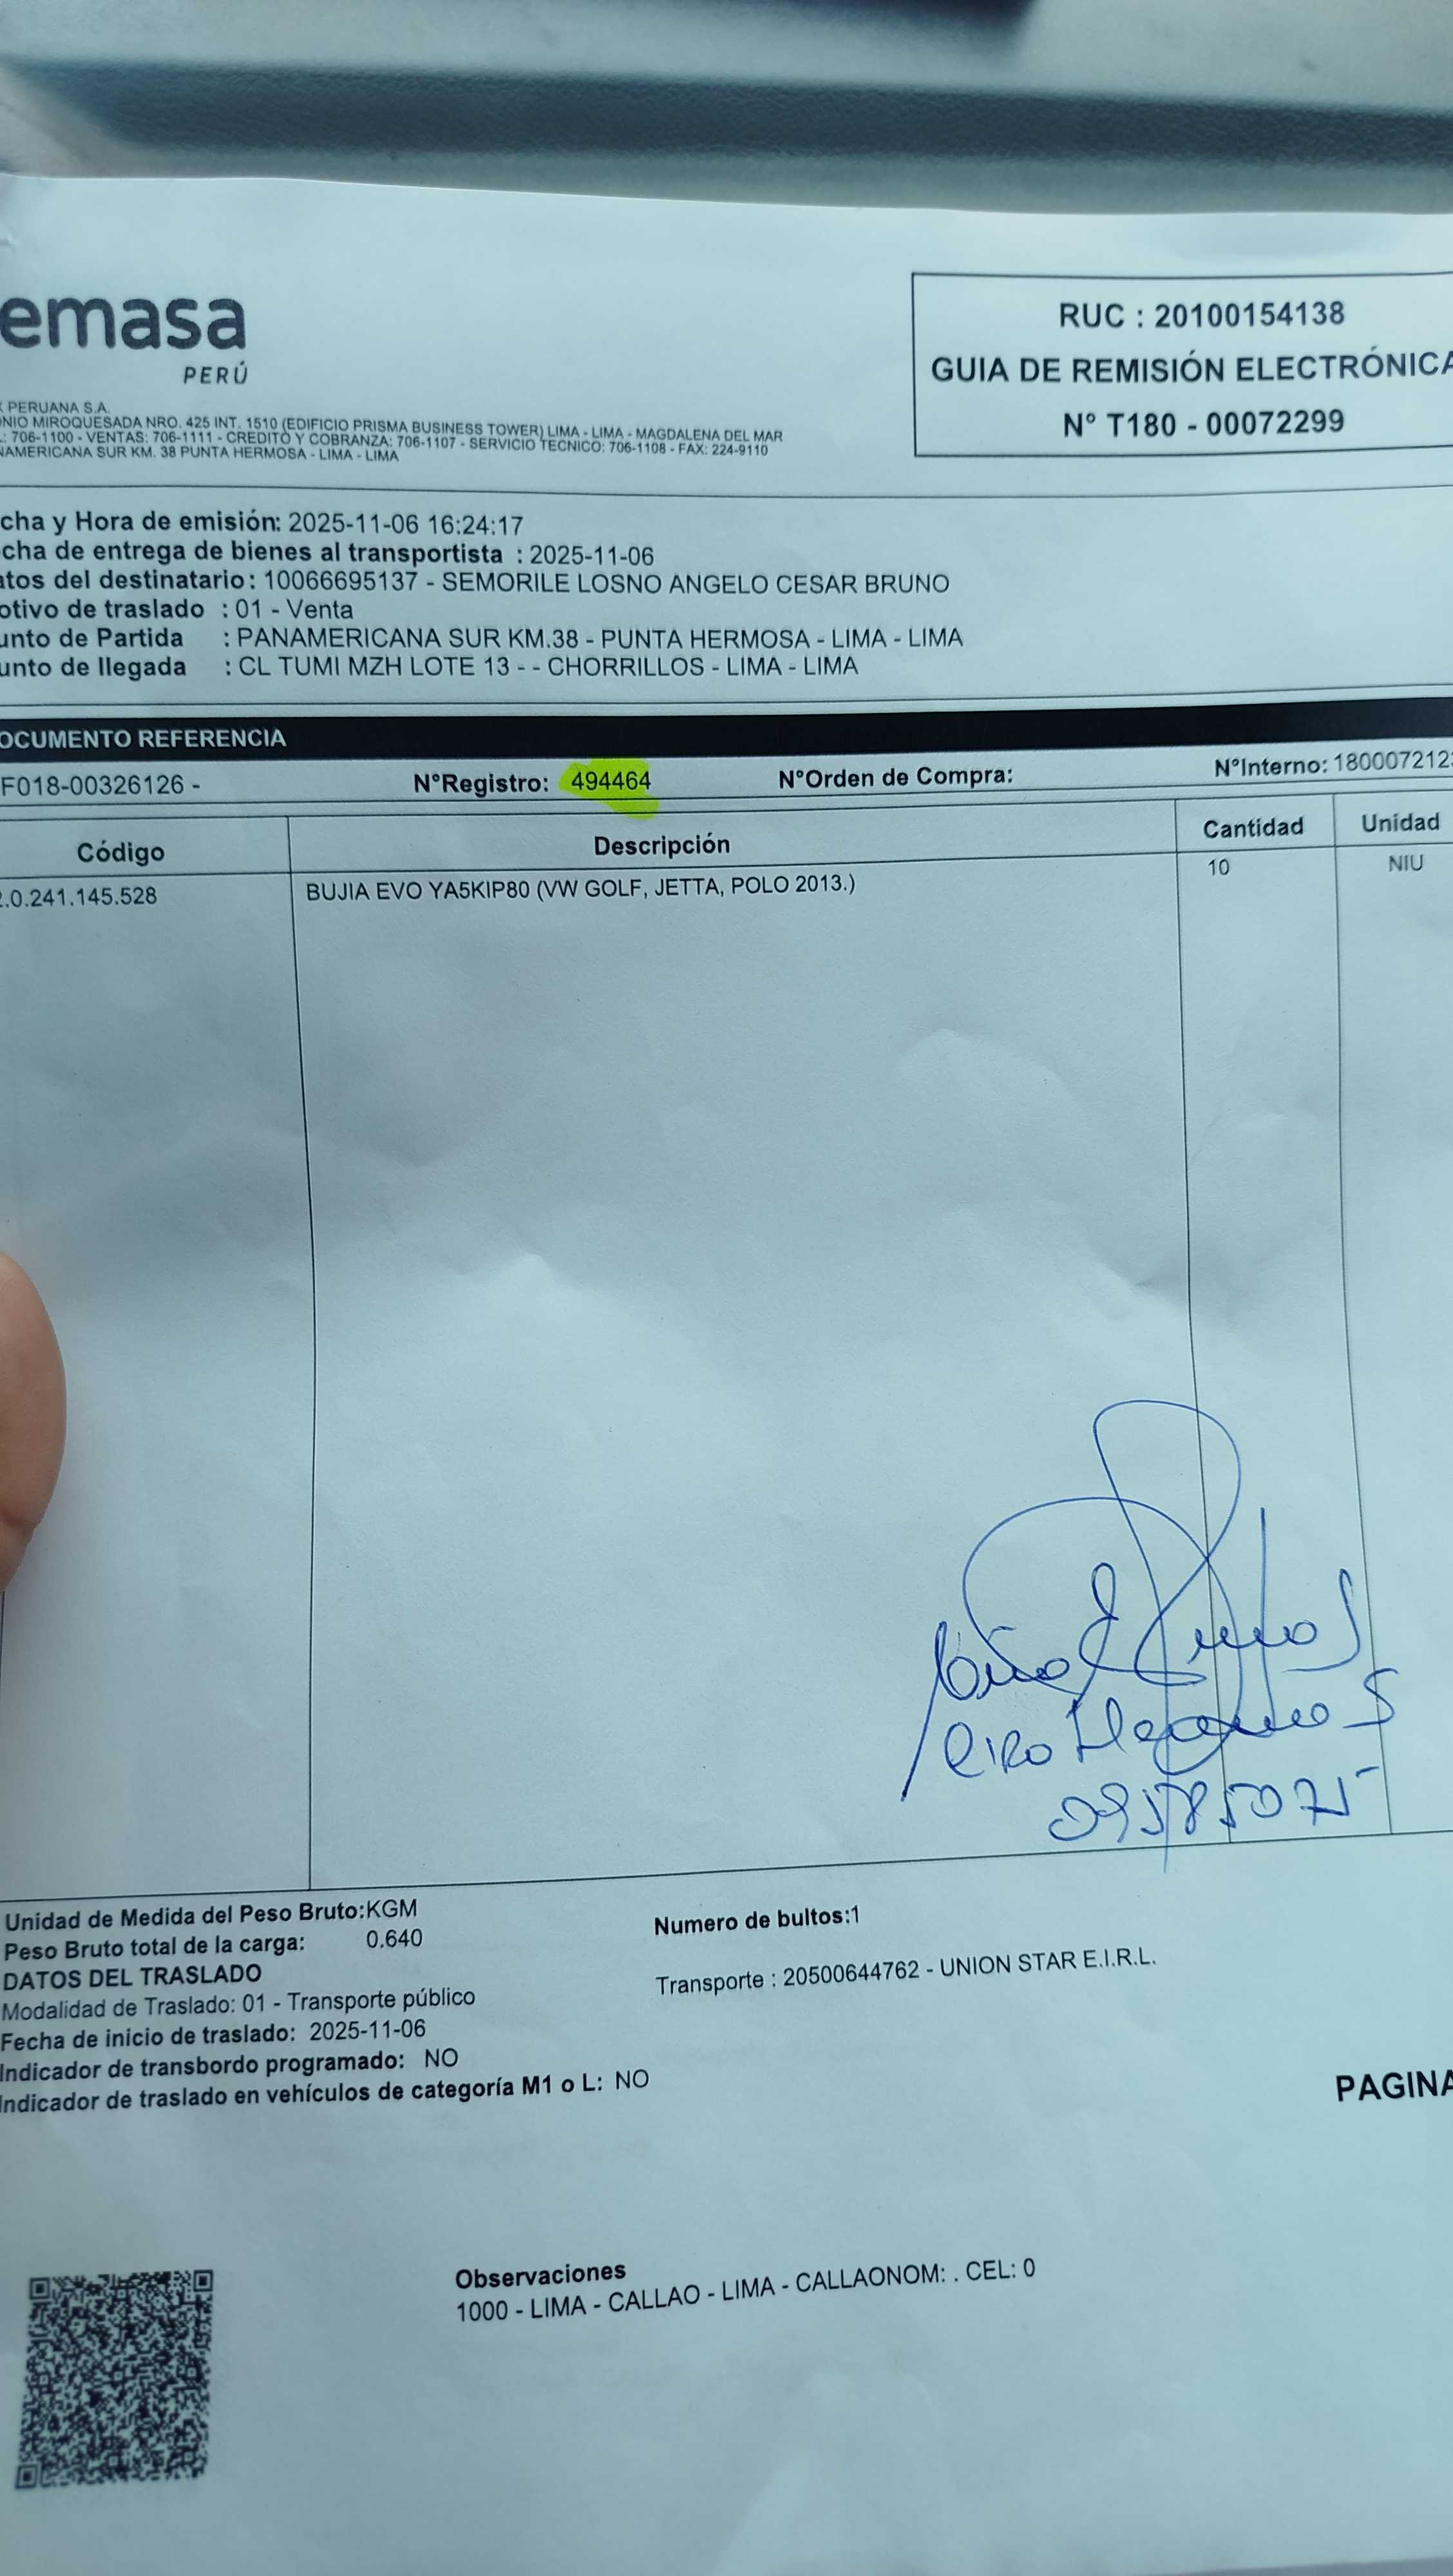 emasa
PERÚ
PERUANA S.A.
NIO MIROQUESADA NRO. 425 INT. 1510 (EDIFICIO PRISMA BUSINESS TOWER) LIMA - LIMA - MAGDALENA DEL MAR
.: 706-1100 - VENTAS: 706-1111 - CREDITO Y COBRANZA: 706-1107 - SERVICIO TECNICO: 706-1108 - FAX: 224-9110
NAMERICANA SUR KM. 38 PUNTA HERMOSA - LIMA - LIMA
RUC : 20100154138
GUIA DE REMISIÓN ELECTRÓNICA
N° T180 - 00072299
cha y Hora de emisión: 2025-11-06 16:24:17
cha de entrega de bienes al transportista : 2025-11-06
atos del destinatario: 10066695137 - SEMORILE LOSNO ANGELO CESAR BRUNO
otivo de traslado : 01 - Venta
unto de Partida : PANAMERICANA SUR KM.38 - PUNTA HERMOSA - LIMA - LIMA
unto de llegada : CL TUMI MZH LOTE 13 - - CHORRILLOS - LIMA - LIMA
OCUMENTO REFERENCIA
F018-00326126 - N°Registro: 494464 N°Orden de Compra: N°Interno: 180007212
Código Descripción Cantidad Unidad
.0.241.145.528 BUJIA EVO YA5KIP80 (VW GOLF, JETTA, POLO 2013.) 10 NIU
Unidad de Medida del Peso Bruto:KGM
Peso Bruto total de la carga: 0.640
Numero de bultos:1
DATOS DEL TRASLADO
Transporte : 20500644762 - UNION STAR E.I.R.L.
Modalidad de Traslado: 01 - Transporte público
Fecha de inicio de traslado: 2025-11-06
Indicador de transbordo programado: NO
Indicador de traslado en vehículos de categoría M1 o L: NO
PAGINA
Observaciones
1000 - LIMA - CALLAO - LIMA - CALLAONOM: . CEL: 0